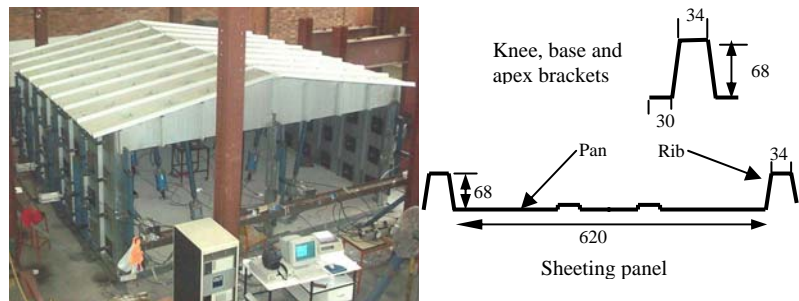 34
Knee, base and
apex brackets
68
30
Pan
Rib
34
68
620
Sheeting panel